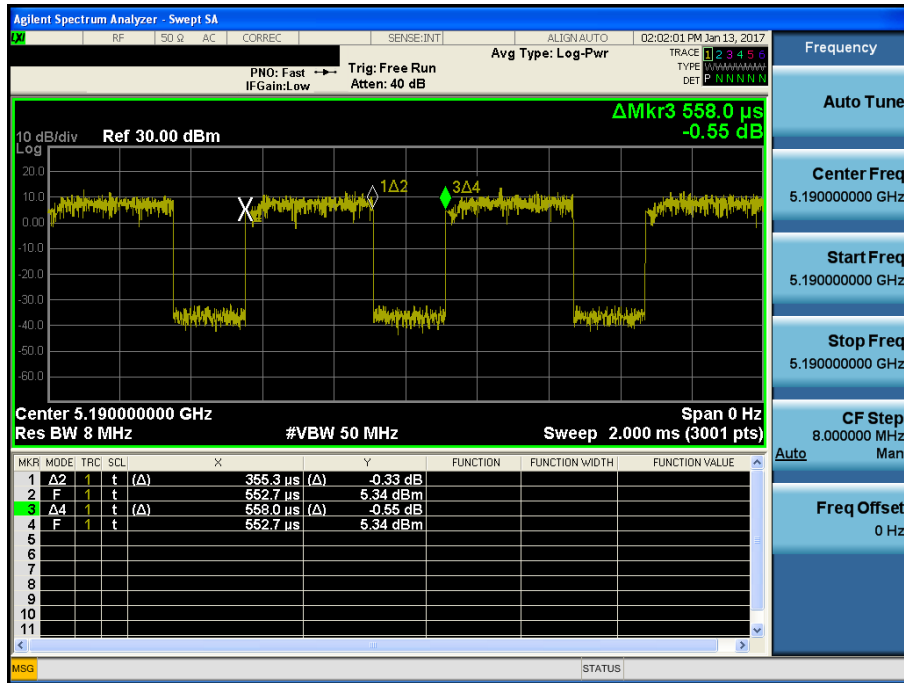 Agilent Spectrum Analyzer - Swept SA
LXI RF 50 Ω AC CORREC SENSE:INT ALIGN AUTO 02:02:01 PM Jan 13, 2017
Avg Type: Log-Pwr
TRACE 1 2 3 4 5 6
TYPE WWWWWW
DET P N N N N N
PNO: Fast
IFGain:Low
Trig: Free Run
Atten: 40 dB
ΔMkr3 558.0 µs
-0.55 dB
10 dB/div Ref 30.00 dBm
Log
20.0
10.0
0.00
-10.0
-20.0
-30.0
-40.0
-50.0
-60.0
1Δ2
3Δ4
Center 5.190000000 GHz Span 0 Hz
Res BW 8 MHz #VBW 50 MHz Sweep 2.000 ms (3001 pts)
MKR MODE TRC SCL X Y FUNCTION FUNCTION WIDTH FUNCTION VALUE
1 Δ2 1 t (Δ) 355.3 µs (Δ) -0.33 dB
2 F 1 t 552.7 µs 5.34 dBm
3 Δ4 1 t (Δ) 558.0 µs (Δ) -0.55 dB
4 F 1 t 552.7 µs 5.34 dBm
5
6
7
8
9
10
11
MSG STATUS
Frequency
Auto Tune
Center Freq
5.190000000 GHz
Start Freq
5.190000000 GHz
Stop Freq
5.190000000 GHz
CF Step
8.000000 MHz
Auto Man
Freq Offset
0 Hz